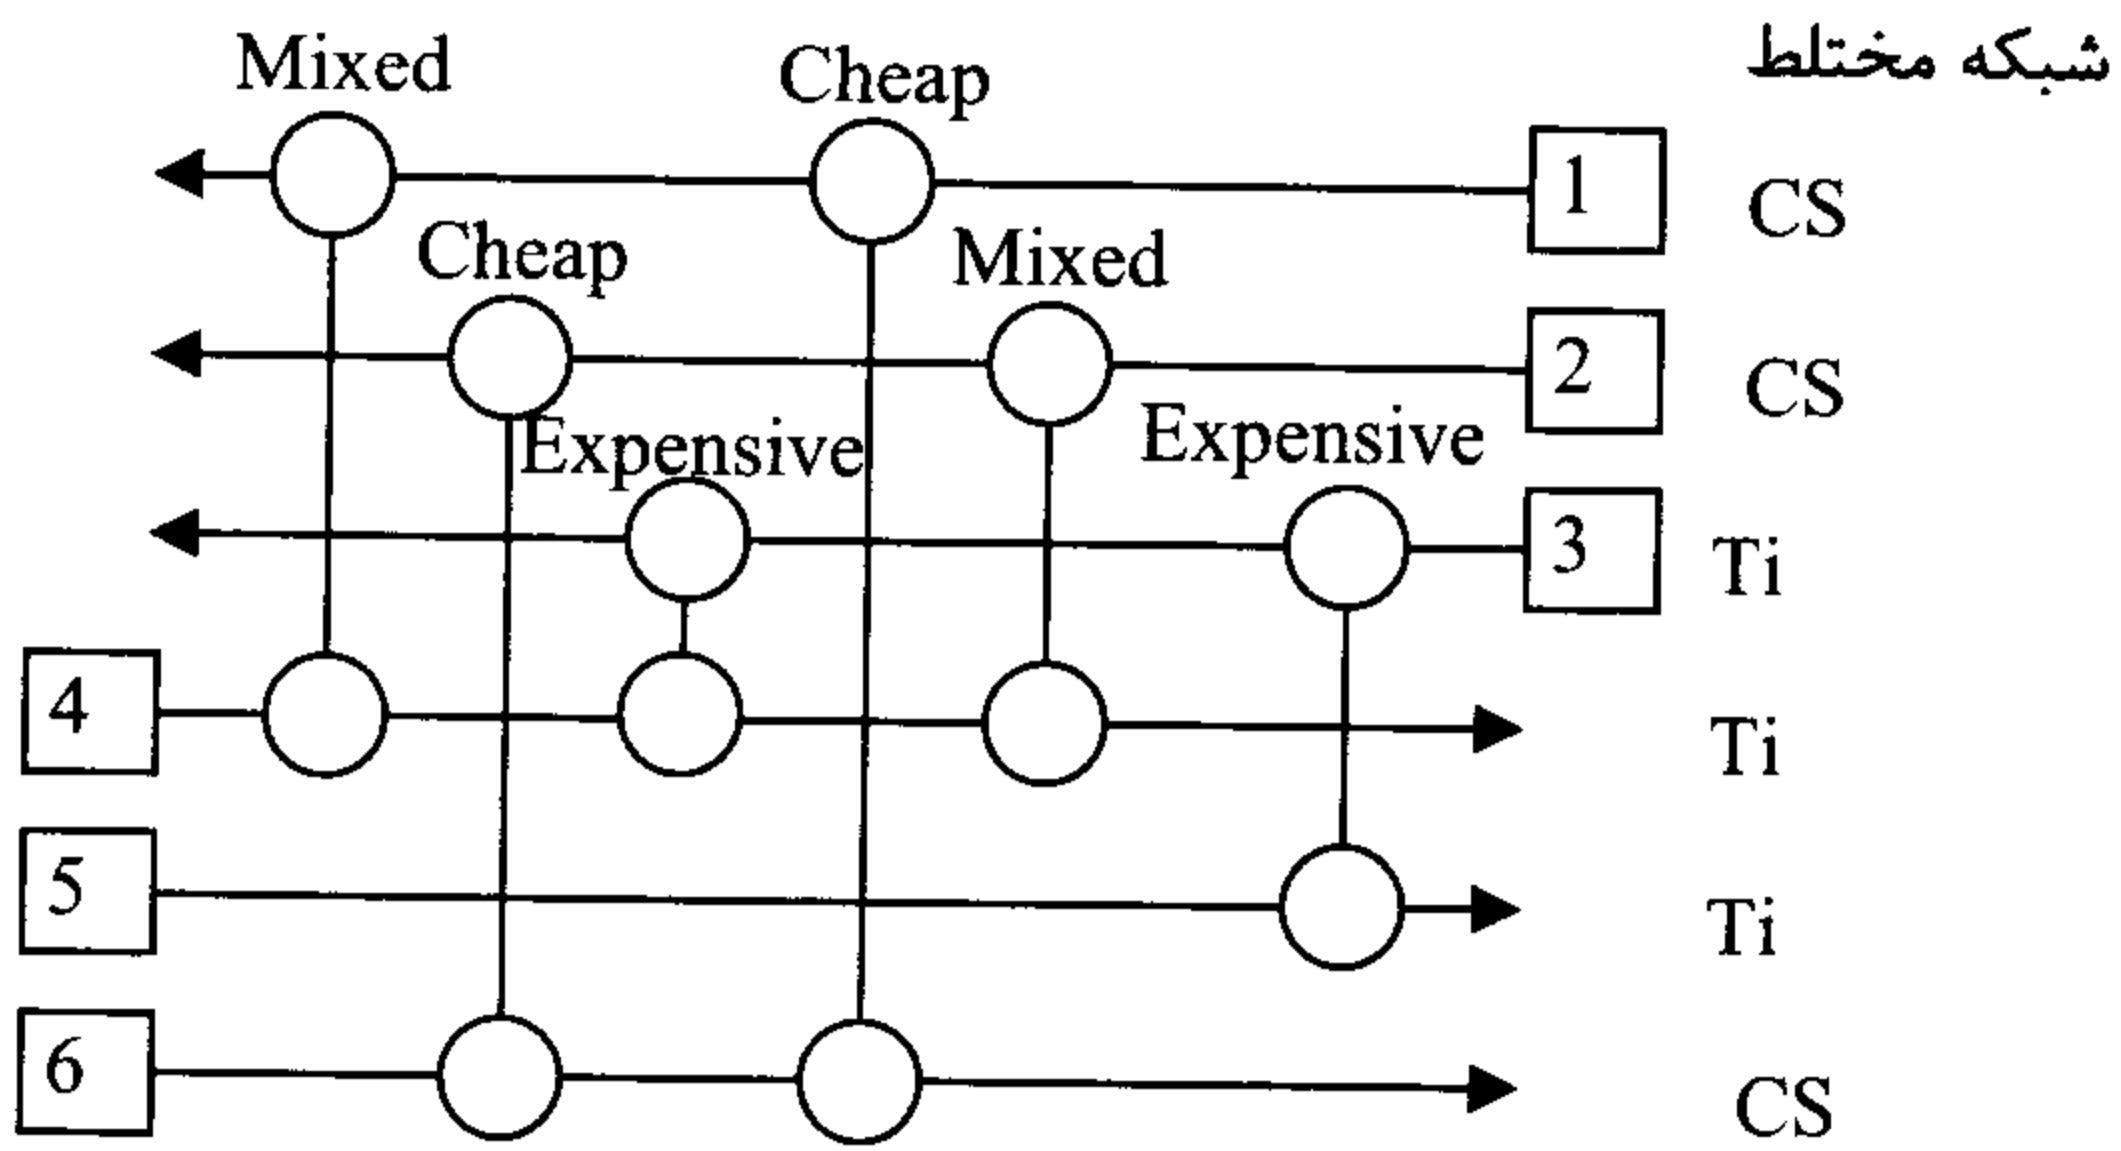 شبکه مختلط
Mixed
Cheap
1
CS
Cheap
Mixed
2
CS
Expensive
Expensive
3
Ti
4
Ti
5
Ti
6
CS